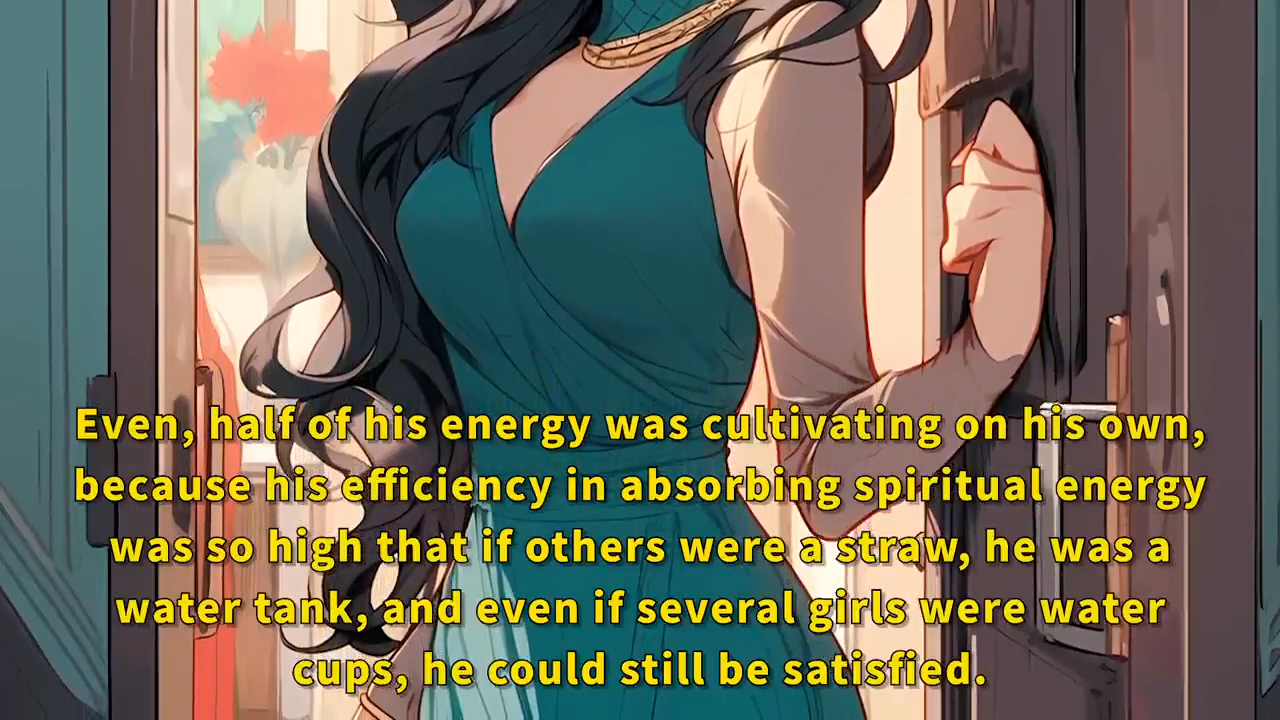 Even, half of his energy was cultivating on his own,
because his efficiency in absorbing spiritual energy
was so high that if others were a straw, he was a
water tank, and even if several girls were water
cups, he could still be satisfied.